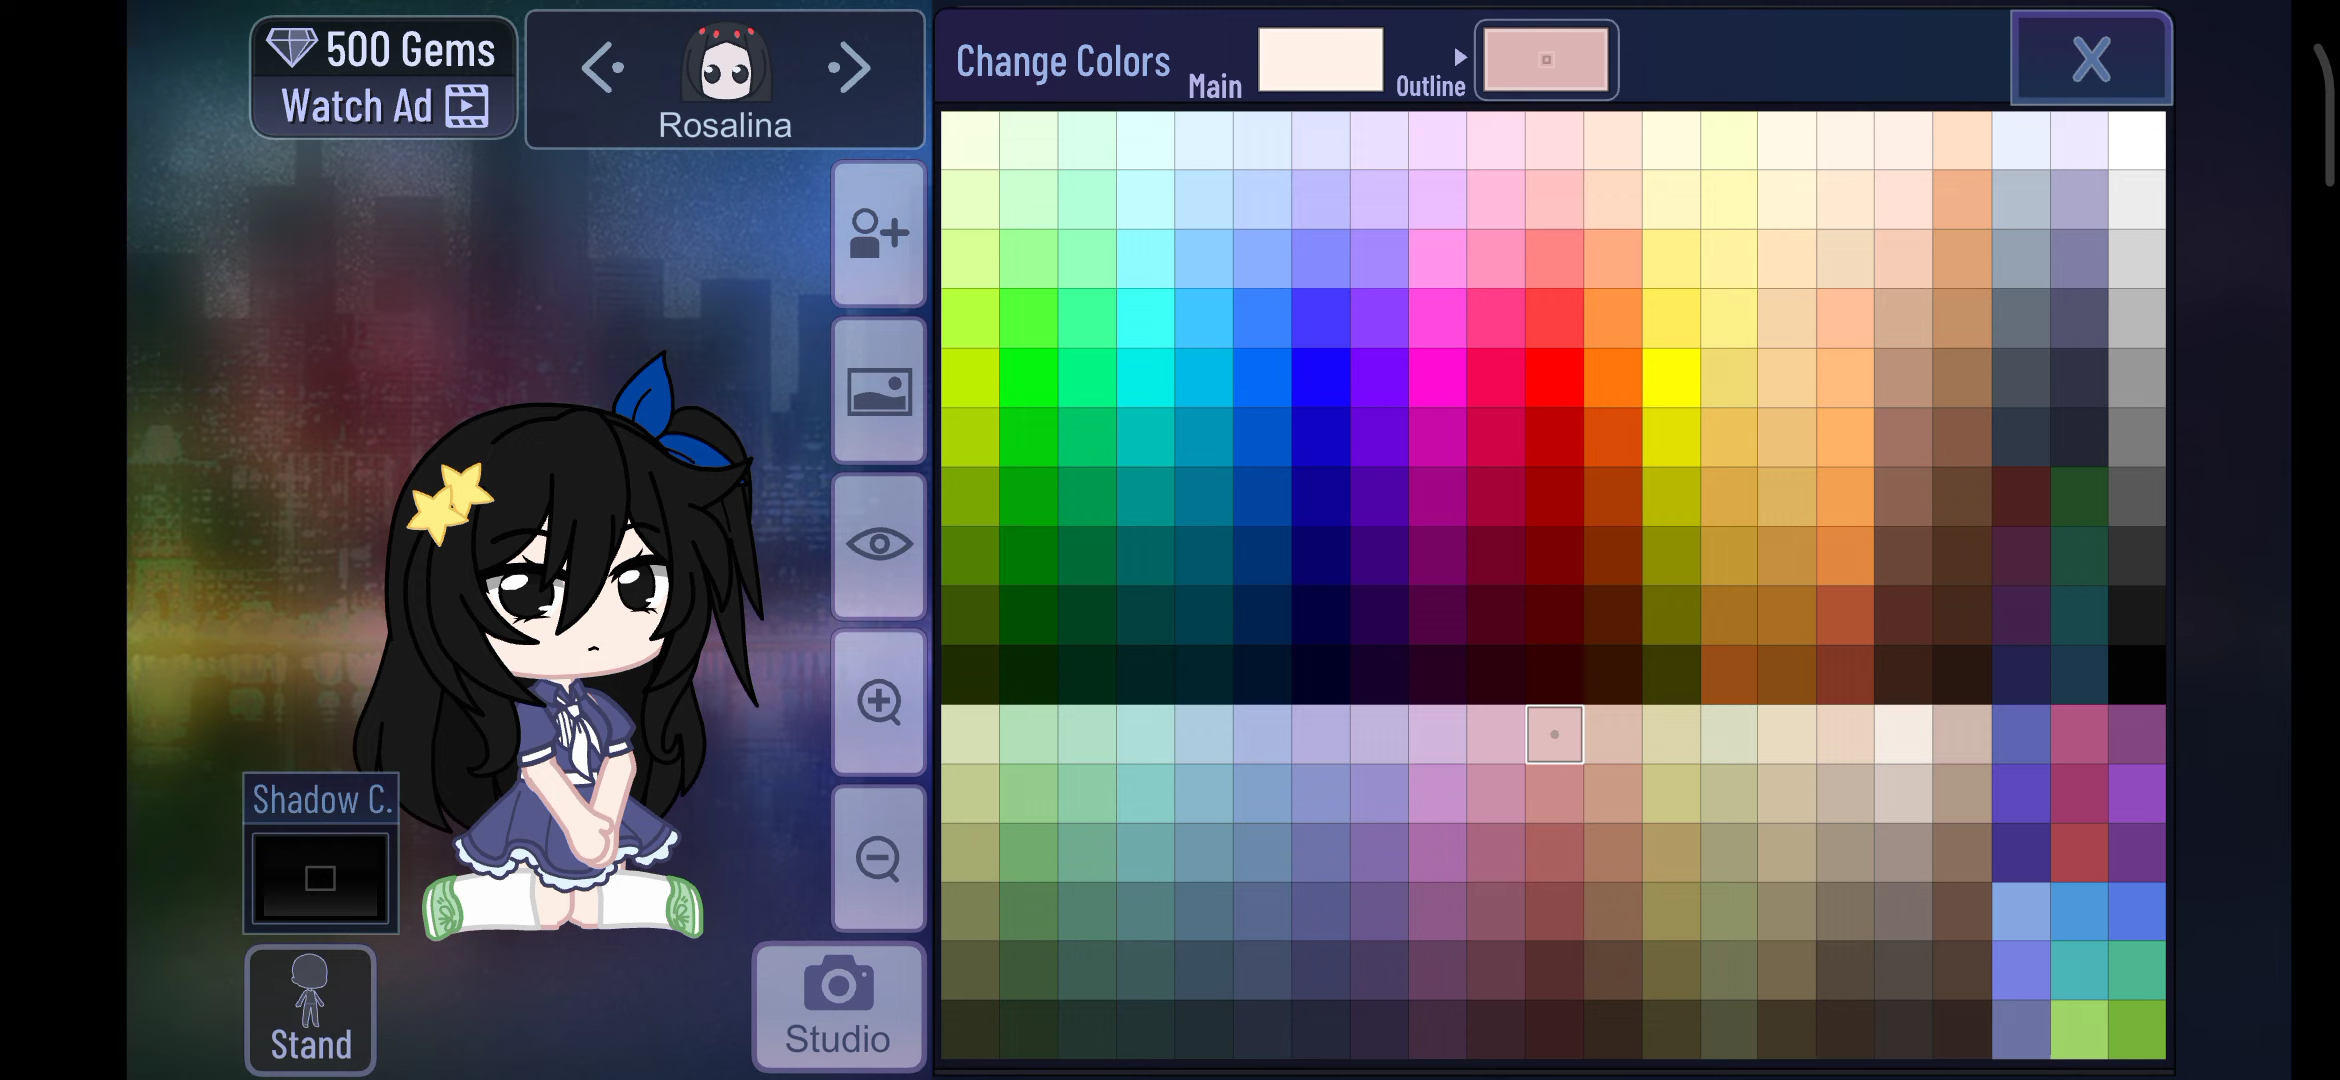 500 Gems
Watch Ad
Rosalina
Change Colors
Main
Outline
X
Shadow C.
Stand
Studio